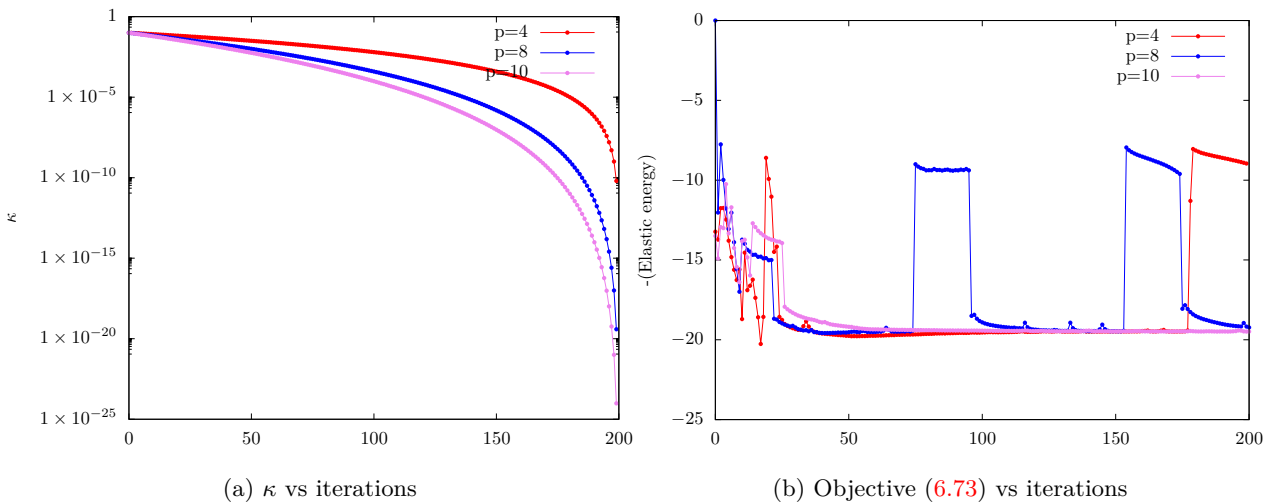 1
1 × 10−5
1 × 10−10
1 × 10−15
1 × 10−20
1 × 10−25
0
50
100
150
200
κ
p=4
p=8
p=10
0
−5
−10
−15
−20
−25
0
50
100
150
200
-(Elastic energy)
p=4
p=8
p=10
(a) κ vs iterations
(b) Objective (6.73) vs iterations